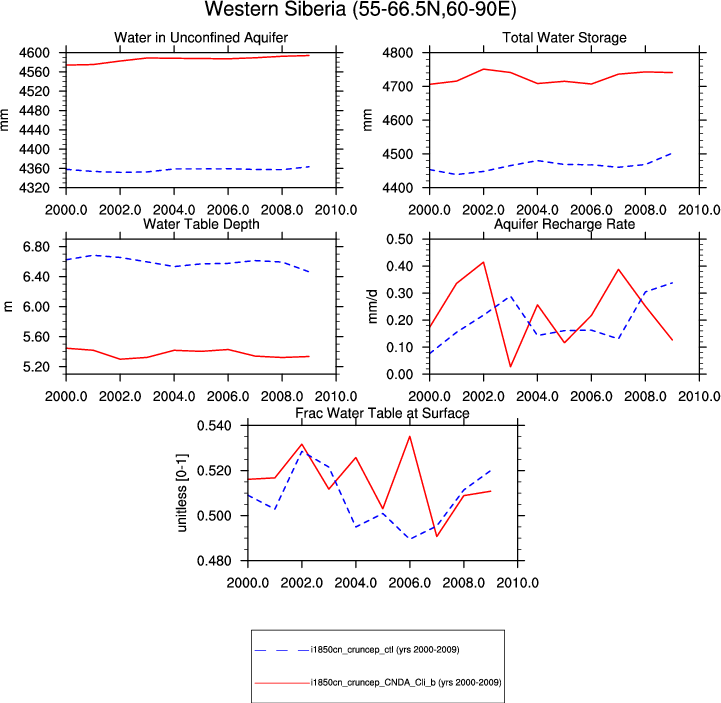 Western Siberia (55-66.5N,60-90E)
Water in Unconfined Aquifer
Total Water Storage
4600
4560
4520
4480
4440
4400
4360
4320
mm
2000.0 2002.0 2004.0 2006.0 2008.0 2010.0
4800
4700
4600
4500
4400
mm
2000.0 2002.0 2004.0 2006.0 2008.0 2010.0
Water Table Depth
Aquifer Recharge Rate
6.80
6.40
6.00
5.60
5.20
m
2000.0 2002.0 2004.0 2006.0 2008.0 2010.0
0.50
0.40
0.30
0.20
0.10
0.00
mm/d
2000.0 2002.0 2004.0 2006.0 2008.0 2010.0
Frac Water Table at Surface
0.540
0.520
0.500
0.480
unitless [0-1]
2000.0 2002.0 2004.0 2006.0 2008.0 2010.0
i1850cn_cruncep_ctl (yrs 2000-2009)
i1850cn_cruncep_CNDA_Cli_b (yrs 2000-2009)